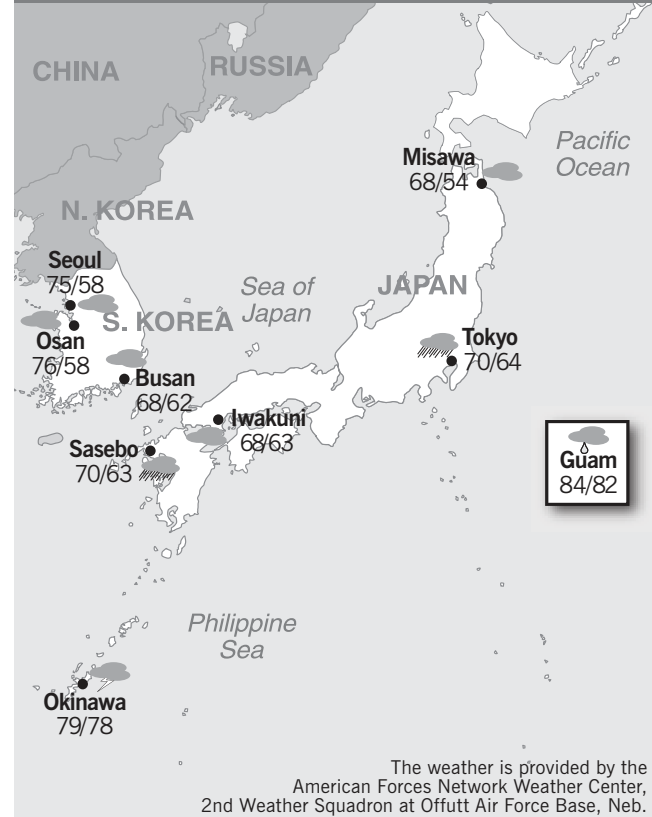 CHINA
RUSSIA
Pacific
Ocean
Misawa
68/54
N. KOREA
Seoul
75/58
Sea of
Japan
JAPAN
S. KOREA
Osan
76/58
Tokyo
70/64
Busan
68/62
Iwakuni
68/63
Sasebo
70/63
Guam
84/82
Philippine
Sea
Okinawa
79/78
The weather is provided by the
American Forces Network Weather Center,
2nd Weather Squadron at Offutt Air Force Base, Neb.